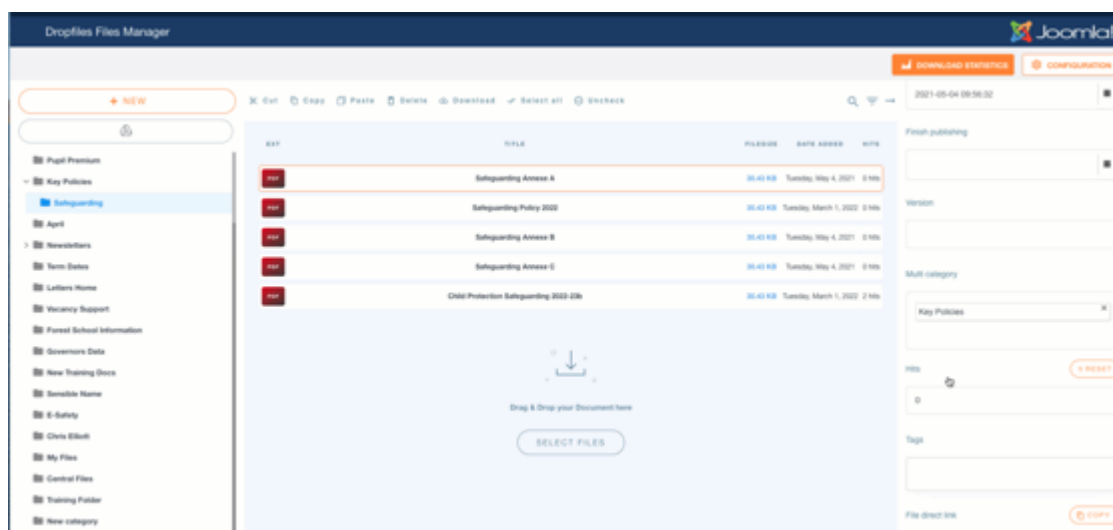 Dropfiles Files Manager
Joomla!
DOWNLOAD STATISTICS
CONFIGURATION
+ NEW
Cut Copy Paste Delete Download Select all Uncheck
Pupil Premium
Key Policies
Safeguarding
April
Newsletters
Term Dates
Letters Home
Vacancy Support
Forest School Information
Governors Data
New Training Docs
Sensible Name
E-Safety
Chris Elliott
My Files
Central Files
Training Folder
New category
EXT TITLE FILESIZE DATE ADDED HITS
PDF Safeguarding Annexe A 30.43 KB Tuesday, May 4, 2021 0 hits
PDF Safeguarding Policy 2022 30.43 KB Tuesday, March 1, 2022 0 hits
PDF Safeguarding Annexe B 30.43 KB Tuesday, May 4, 2021 0 hits
PDF Safeguarding Annexe C 30.43 KB Tuesday, May 4, 2021 0 hits
PDF Child Protection Safeguarding 2022-23b 30.43 KB Tuesday, March 1, 2022 2 hits
Drag & Drop your Document here
SELECT FILES
2021-05-04 09:56:32
Finish publishing
Version
Multi category
Key Policies ×
Hits
RESET
0
Tags
File direct link
COPY